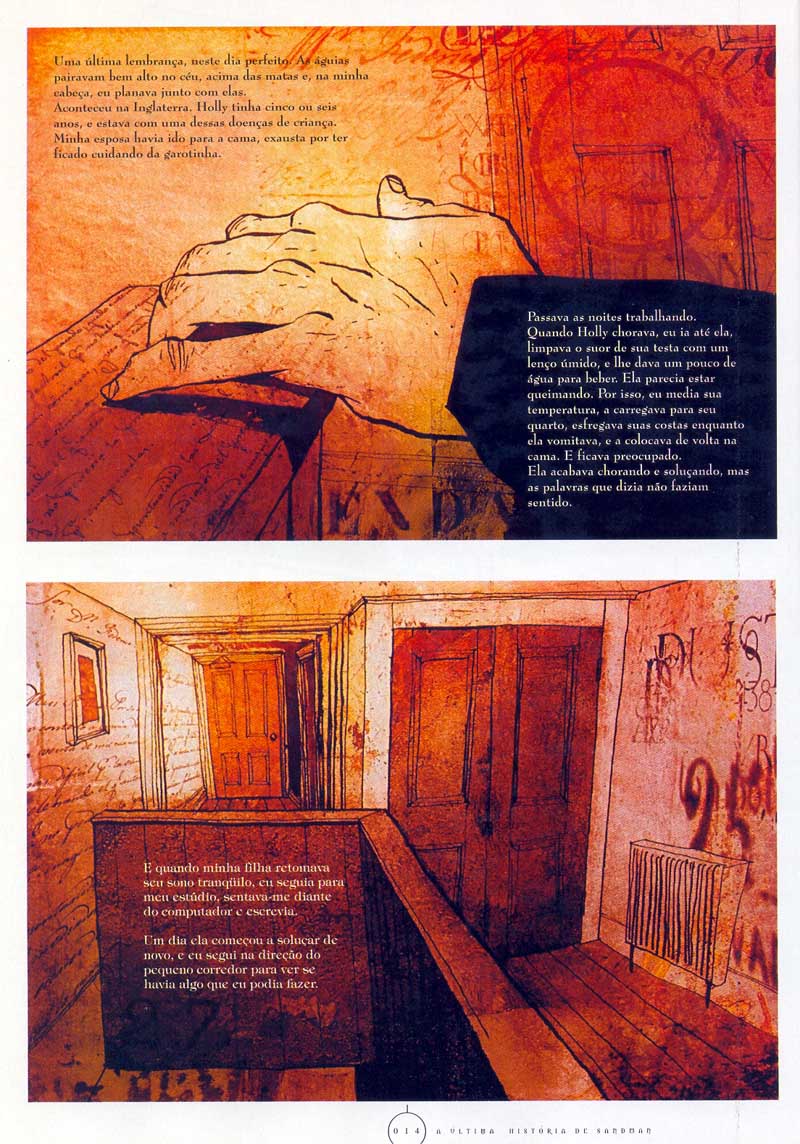 Uma última lembrança, neste dia perfeito. As águias
pairavam bem alto no céu, acima das matas e, na minha
cabeça, eu planava junto com elas.
Aconteceu na Inglaterra. Holly tinha cinco ou seis
anos, e estava com uma dessas doenças de criança.
Minha esposa havia ido para a cama, exausta por ter
ficado cuidando da garotinha.
Passava as noites trabalhando.
Quando Holly chorava, eu ia até ela,
limpava o suor de sua testa com um
lenço úmido, e lhe dava um pouco de
água para beber. Ela parecia estar
queimando. Por isso, eu media sua
temperatura, a carregava para seu
quarto, esfregava suas costas enquanto
ela vomitava, e a colocava de volta na
cama. E ficava preocupado.
Ela acabava chorando e soluçando, mas
as palavras que dizia não faziam
sentido.
E quando minha filha retomava
seu sono tranqüilo, eu seguia para
meu estúdio, sentava-me diante
do computador e escrevia.
Um dia ela começou a soluçar de
novo, e eu segui na direção do
pequeno corredor para ver se
havia algo que eu podia fazer.
27
014 A ÚLTIMA HISTÓRIA DE SANDMAN